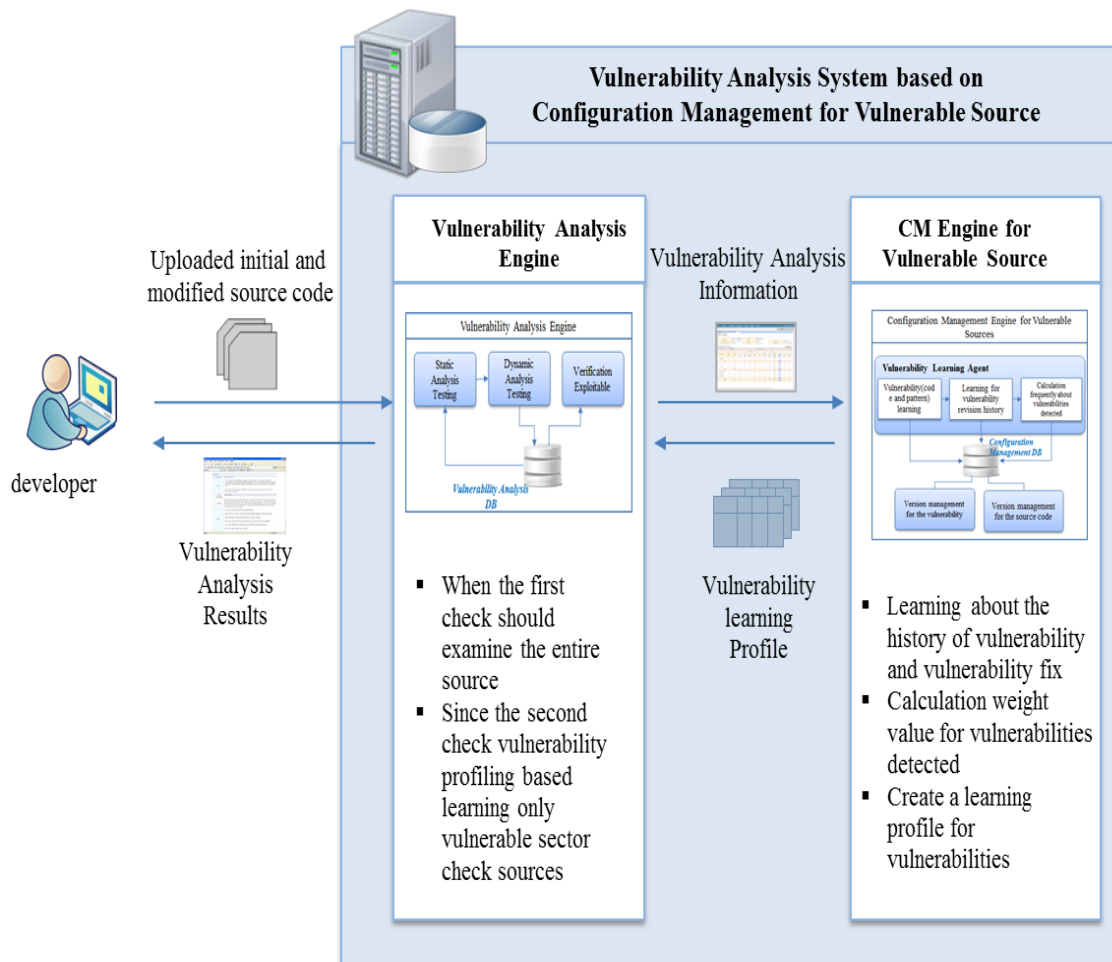 Vulnerability Analysis System based on
Configuration Management for Vulnerable Source
Uploaded initial and
modified source code
developer
Vulnerability
Analysis
Results
Vulnerability Analysis
Engine
Vulnerability Analysis Engine
Static
Analysis
Testing
Dynamic
Analysis
Testing
Verification
Exploitable
Vulnerability Analysis
DB
▪ When the first
check should
examine the entire
source
▪ Since the second
check vulnerability
profiling based
learning only
vulnerable sector
check sources
Vulnerability Analysis
Information
Vulnerability
learning
Profile
CM Engine for
Vulnerable Source
Configuration Management Engine for Vulnerable
Sources
Vulnerability Learning Agent
Vulnerability(cod
e and pattern)
learning
Learning for
vulnerability
revision history
Calculation
frequently about
vulnerabilities
detected
Configuration
Management DB
Version management
for the vulnerability
Version management
for the source code
▪ Learning about the
history of vulnerability
and vulnerability fix
▪ Calculation weight
value for vulnerabilities
detected
▪ Create a learning
profile for
vulnerabilities